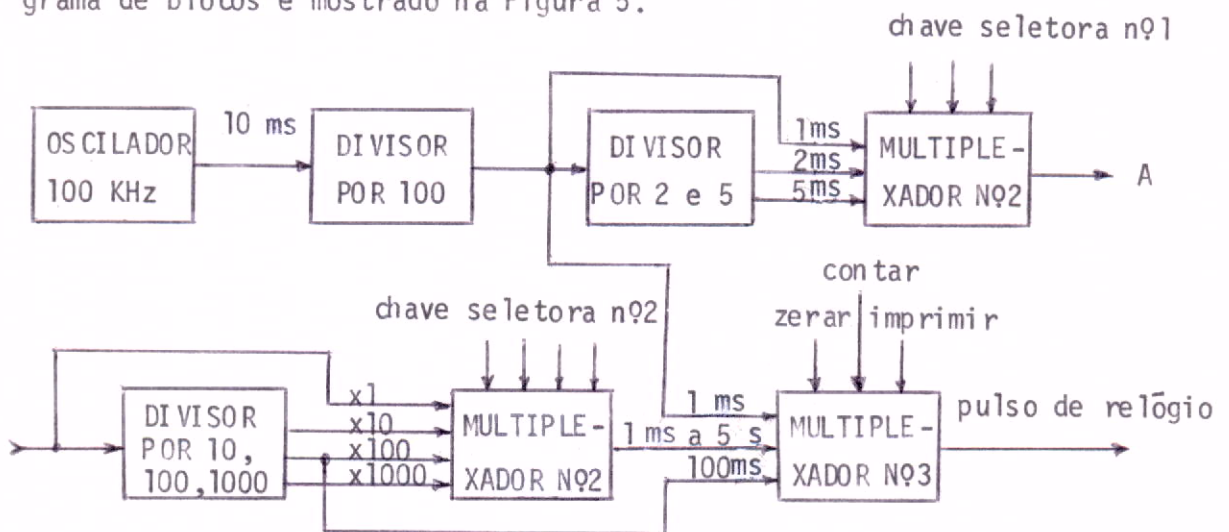 grama de blocos é mostrado na Figura 5.
chave seletora nº1
OSCILADOR
100 KHz
10 ms
DIVISOR
POR 100
DIVISOR
POR 2 e 5
1ms
2ms
5ms
MULTIPLE-
XADOR Nº2
A
contar
chave seletora nº2
zerar
imprimir
DIVISOR
POR 10,
100,1000
x1
x10
x100
x1000
MULTIPLE-
XADOR Nº2
1 ms
1 ms a 5 s
100ms
MULTIPLE-
XADOR Nº3
pulso de relógio